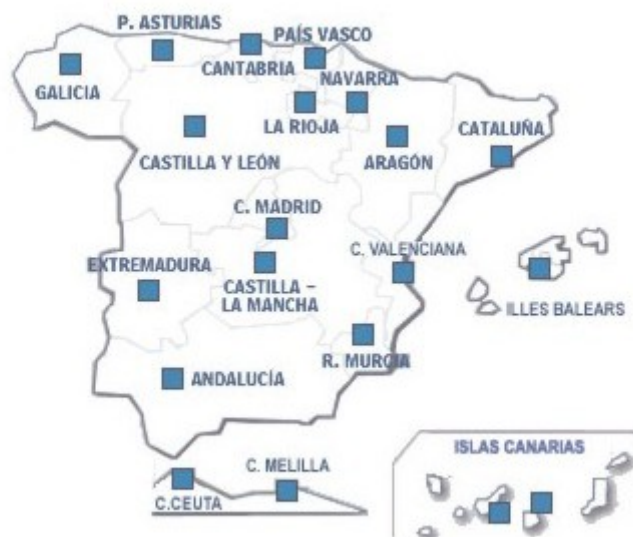 P. ASTURIAS
PAÍS VASCO
CANTABRIA
NAVARRA
GALICIA
LA RIOJA
CATALUÑA
CASTILLA Y LEÓN
ARAGÓN
C. MADRID
C. VALENCIANA
EXTREMADURA
CASTILLA –
LA MANCHA
ILLES BALEARS
R. MURCIA
ANDALUCÍA
ISLAS CANARIAS
C. MELILLA
C.CEUTA